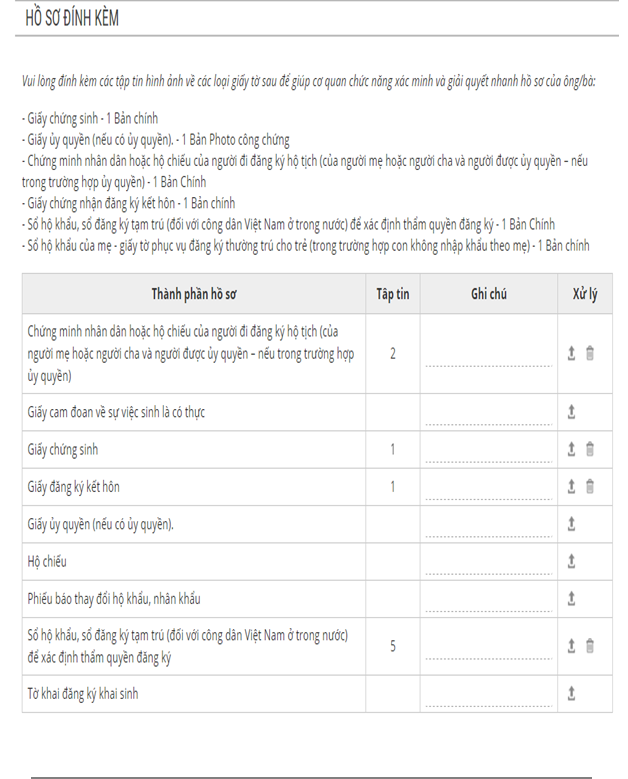 HỒ SƠ ĐÍNH KÈM
Vui lòng đính kèm các tập tin hình ảnh về các loại giấy tờ sau để giúp cơ quan chức năng xác minh và giải quyết nhanh hồ sơ của ông/bà:
- Giấy chứng sinh - 1 Bản chính
- Giấy ủy quyền (nếu có ủy quyền). - 1 Bản Photo công chứng
- Chứng minh nhân dân hoặc hộ chiếu của người đi đăng ký hộ tịch (của người mẹ hoặc người cha và người được ủy quyền – nếu
trong trường hợp ủy quyền) - 1 Bản Chính
- Giấy chứng nhận đăng ký kết hôn - 1 Bản chính
- Sổ hộ khẩu, sổ đăng ký tạm trú (đối với công dân Việt Nam ở trong nước) để xác định thẩm quyền đăng ký - 1 Bản Chính
- Sổ hộ khẩu của mẹ - giấy tờ phục vụ đăng ký thường trú cho trẻ (trong trường hợp con không nhập khẩu theo mẹ) - 1 Bản chính
Thành phần hồ sơ Tập tin Ghi chú Xử lý
Chứng minh nhân dân hoặc hộ chiếu của người đi đăng ký hộ tịch (của
người mẹ hoặc người cha và người được ủy quyền – nếu trong trường hợp
ủy quyền)
2
Giấy cam đoan về sự việc sinh là có thực
Giấy chứng sinh 1
Giấy đăng ký kết hôn 1
Giấy ủy quyền (nếu có ủy quyền).
Hộ chiếu
Phiếu báo thay đổi hộ khẩu, nhân khẩu
Sổ hộ khẩu, sổ đăng ký tạm trú (đối với công dân Việt Nam ở trong nước)
để xác định thẩm quyền đăng ký
5
Tờ khai đăng ký khai sinh